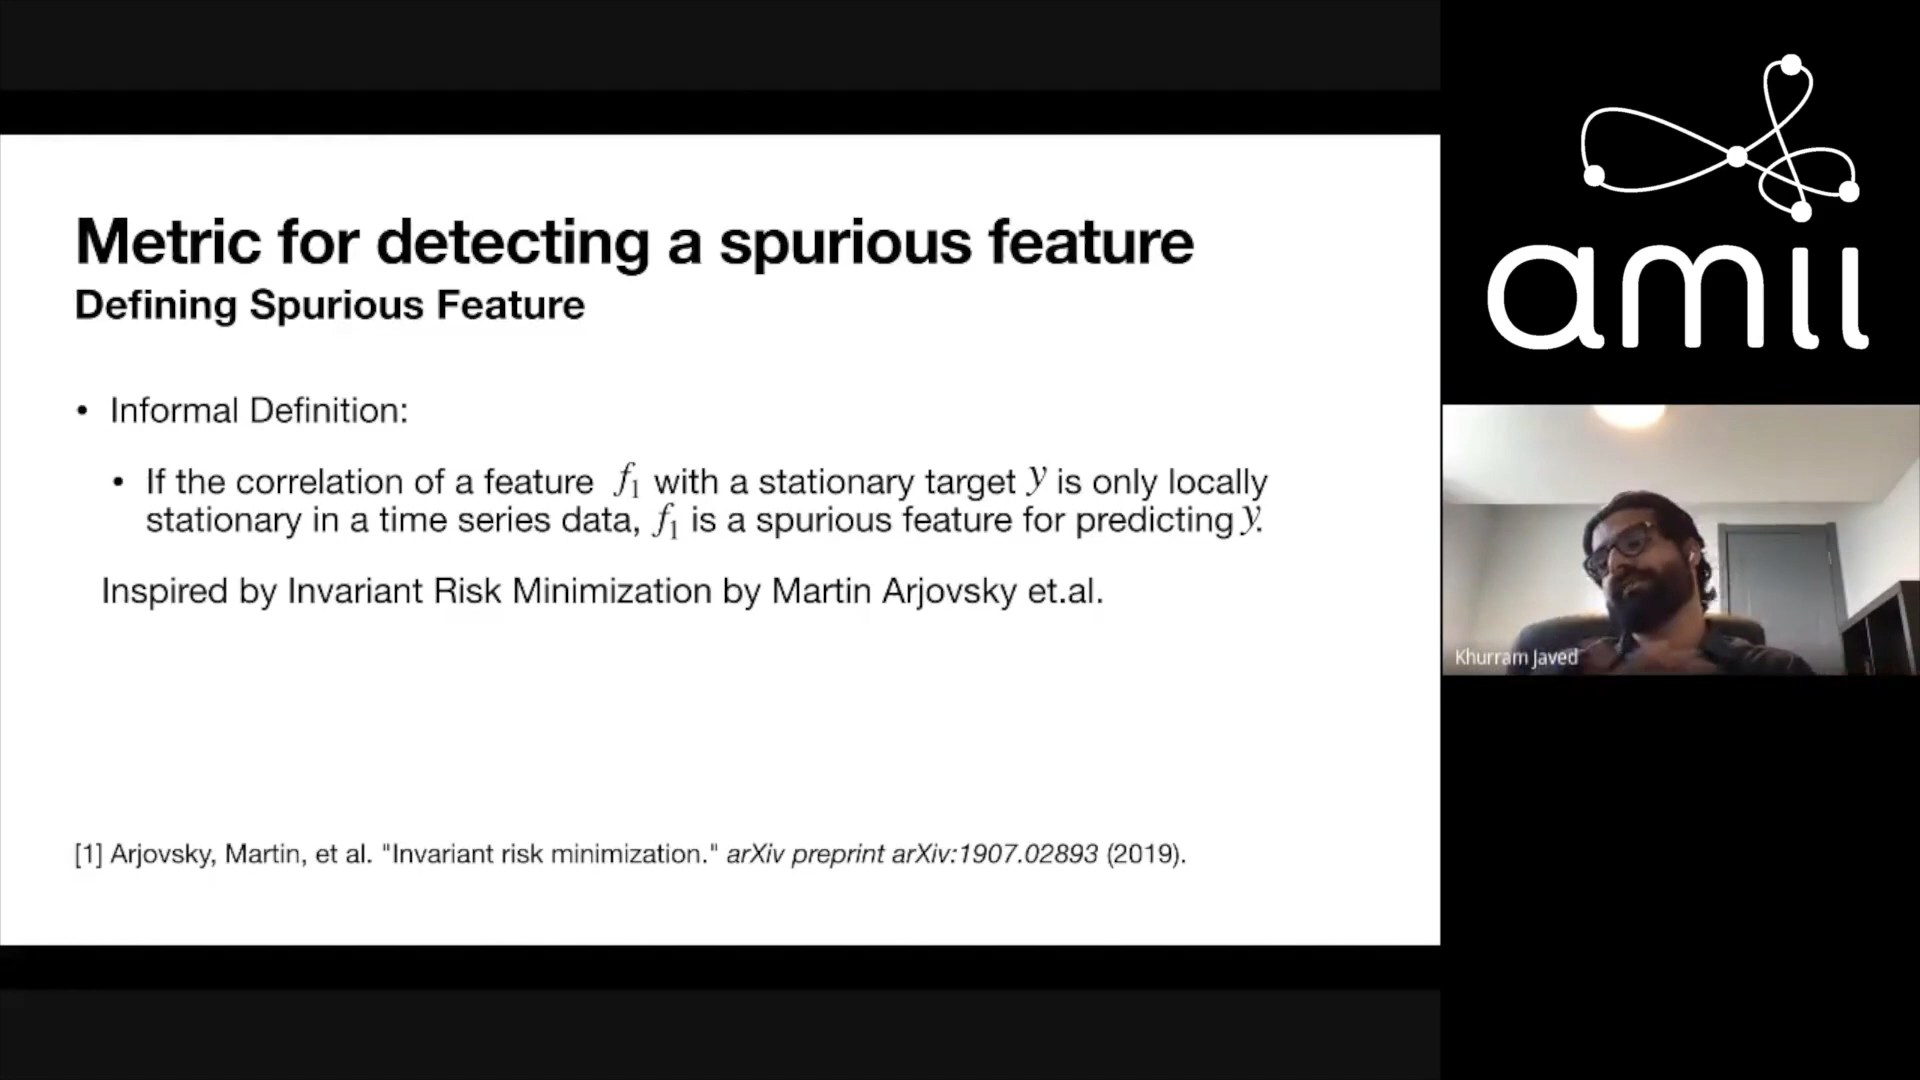 Metric for detecting a spurious feature
Defining Spurious Feature
• Informal Definition:
• If the correlation of a feature f₁ with a stationary target y is only locally
stationary in a time series data, f₁ is a spurious feature for predicting y.
Inspired by Invariant Risk Minimization by Martin Arjovsky et.al.
[1] Arjovsky, Martin, et al. "Invariant risk minimization." arXiv preprint arXiv:1907.02893 (2019).
amii
Khurram Javed